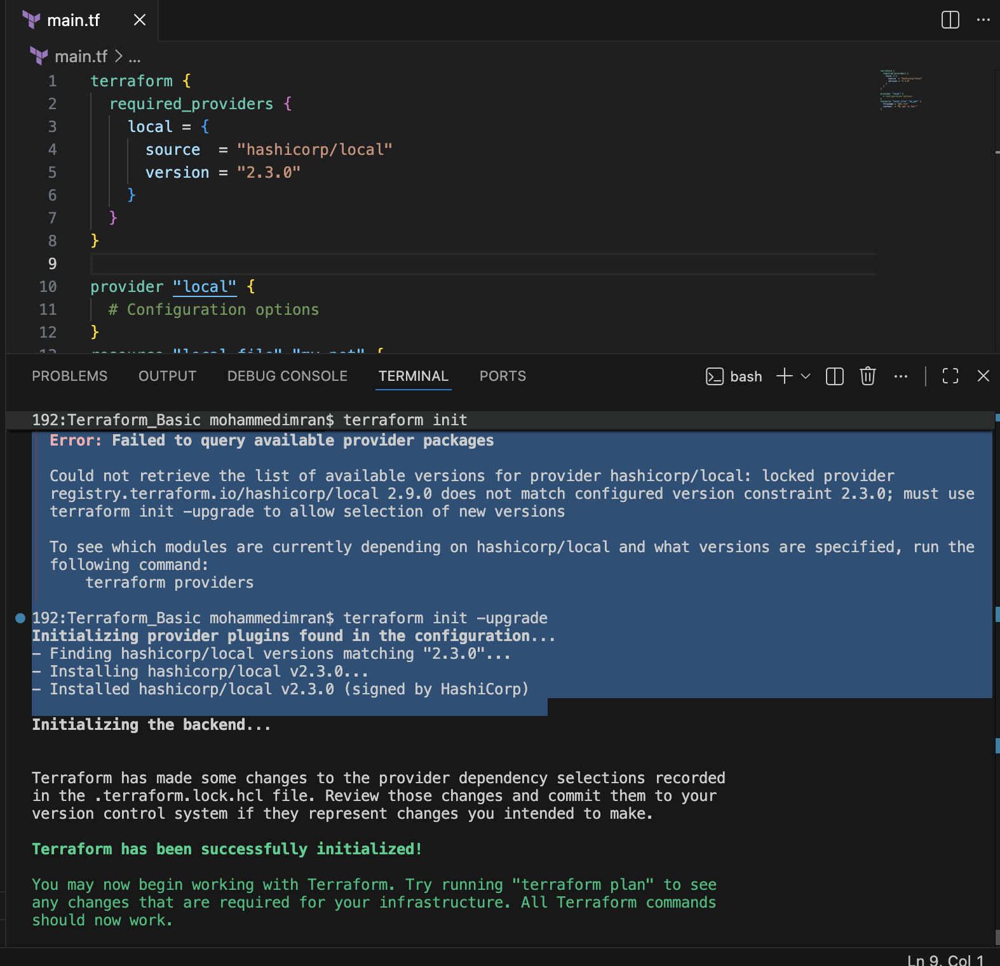 main.tf
main.tf > ...
1 terraform {
2 required_providers {
3 local = {
4 source  = "hashicorp/local"
5 version = "2.3.0"
6 }
7 }
8 }
9
10 provider "local" {
11 # Configuration options
12 }
13 resource "local_file" "my_pet" {
PROBLEMS OUTPUT DEBUG CONSOLE TERMINAL PORTS bash
192:Terraform_Basic mohammedimran$ terraform init
Error: Failed to query available provider packages
Could not retrieve the list of available versions for provider hashicorp/local: locked provider
registry.terraform.io/hashicorp/local 2.9.0 does not match configured version constraint 2.3.0; must use
terraform init -upgrade to allow selection of new versions
To see which modules are currently depending on hashicorp/local and what versions are specified, run the
following command:
terraform providers
192:Terraform_Basic mohammedimran$ terraform init -upgrade
Initializing provider plugins found in the configuration...
- Finding hashicorp/local versions matching "2.3.0"...
- Installing hashicorp/local v2.3.0...
- Installed hashicorp/local v2.3.0 (signed by HashiCorp)
Initializing the backend...
Terraform has made some changes to the provider dependency selections recorded
in the .terraform.lock.hcl file. Review those changes and commit them to your
version control system if they represent changes you intended to make.
Terraform has been successfully initialized!
You may now begin working with Terraform. Try running "terraform plan" to see
any changes that are required for your infrastructure. All Terraform commands
should now work.
Ln 9, Col 1